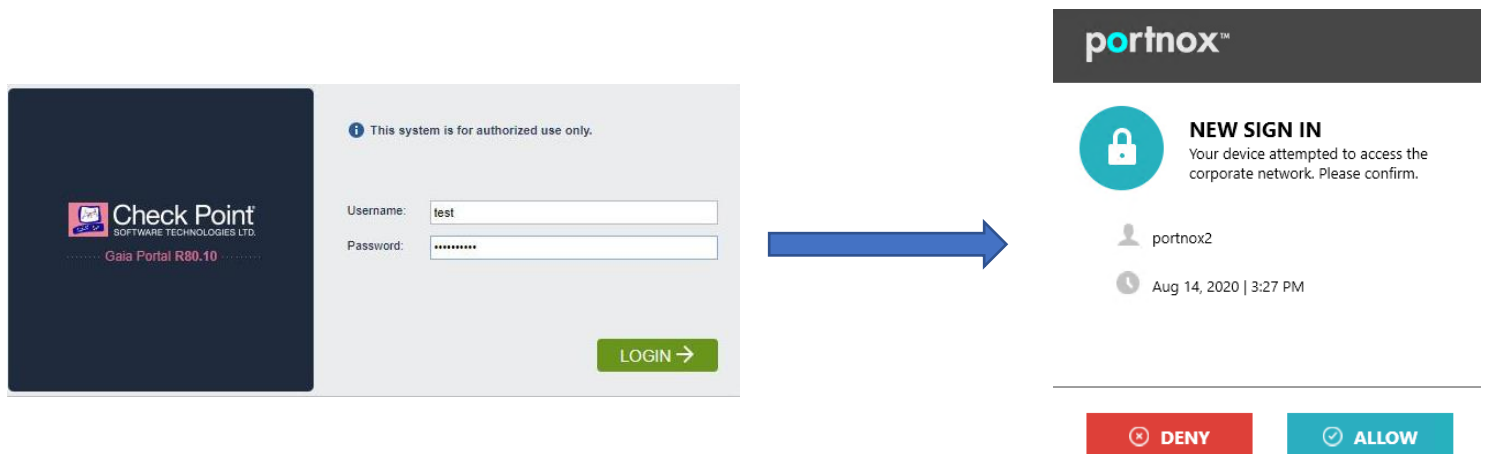 This system is for authorized use only.
Check Point
SOFTWARE TECHNOLOGIES LTD.
Gaia Portal R80.10
Username: test
Password: ••••••••••
LOGIN
portnox™
NEW SIGN IN
Your device attempted to access the
corporate network. Please confirm.
portnox2
Aug 14, 2020 | 3:27 PM
DENY
ALLOW